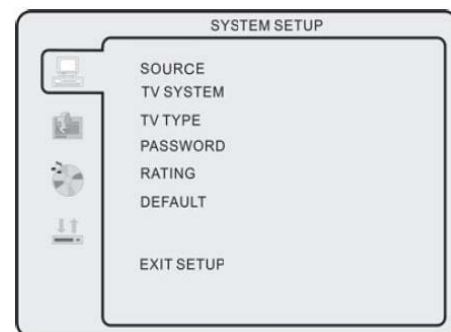 SYSTEM SETUP
SOURCE
TV SYSTEM
TV TYPE
PASSWORD
RATING
DEFAULT
EXIT SETUP